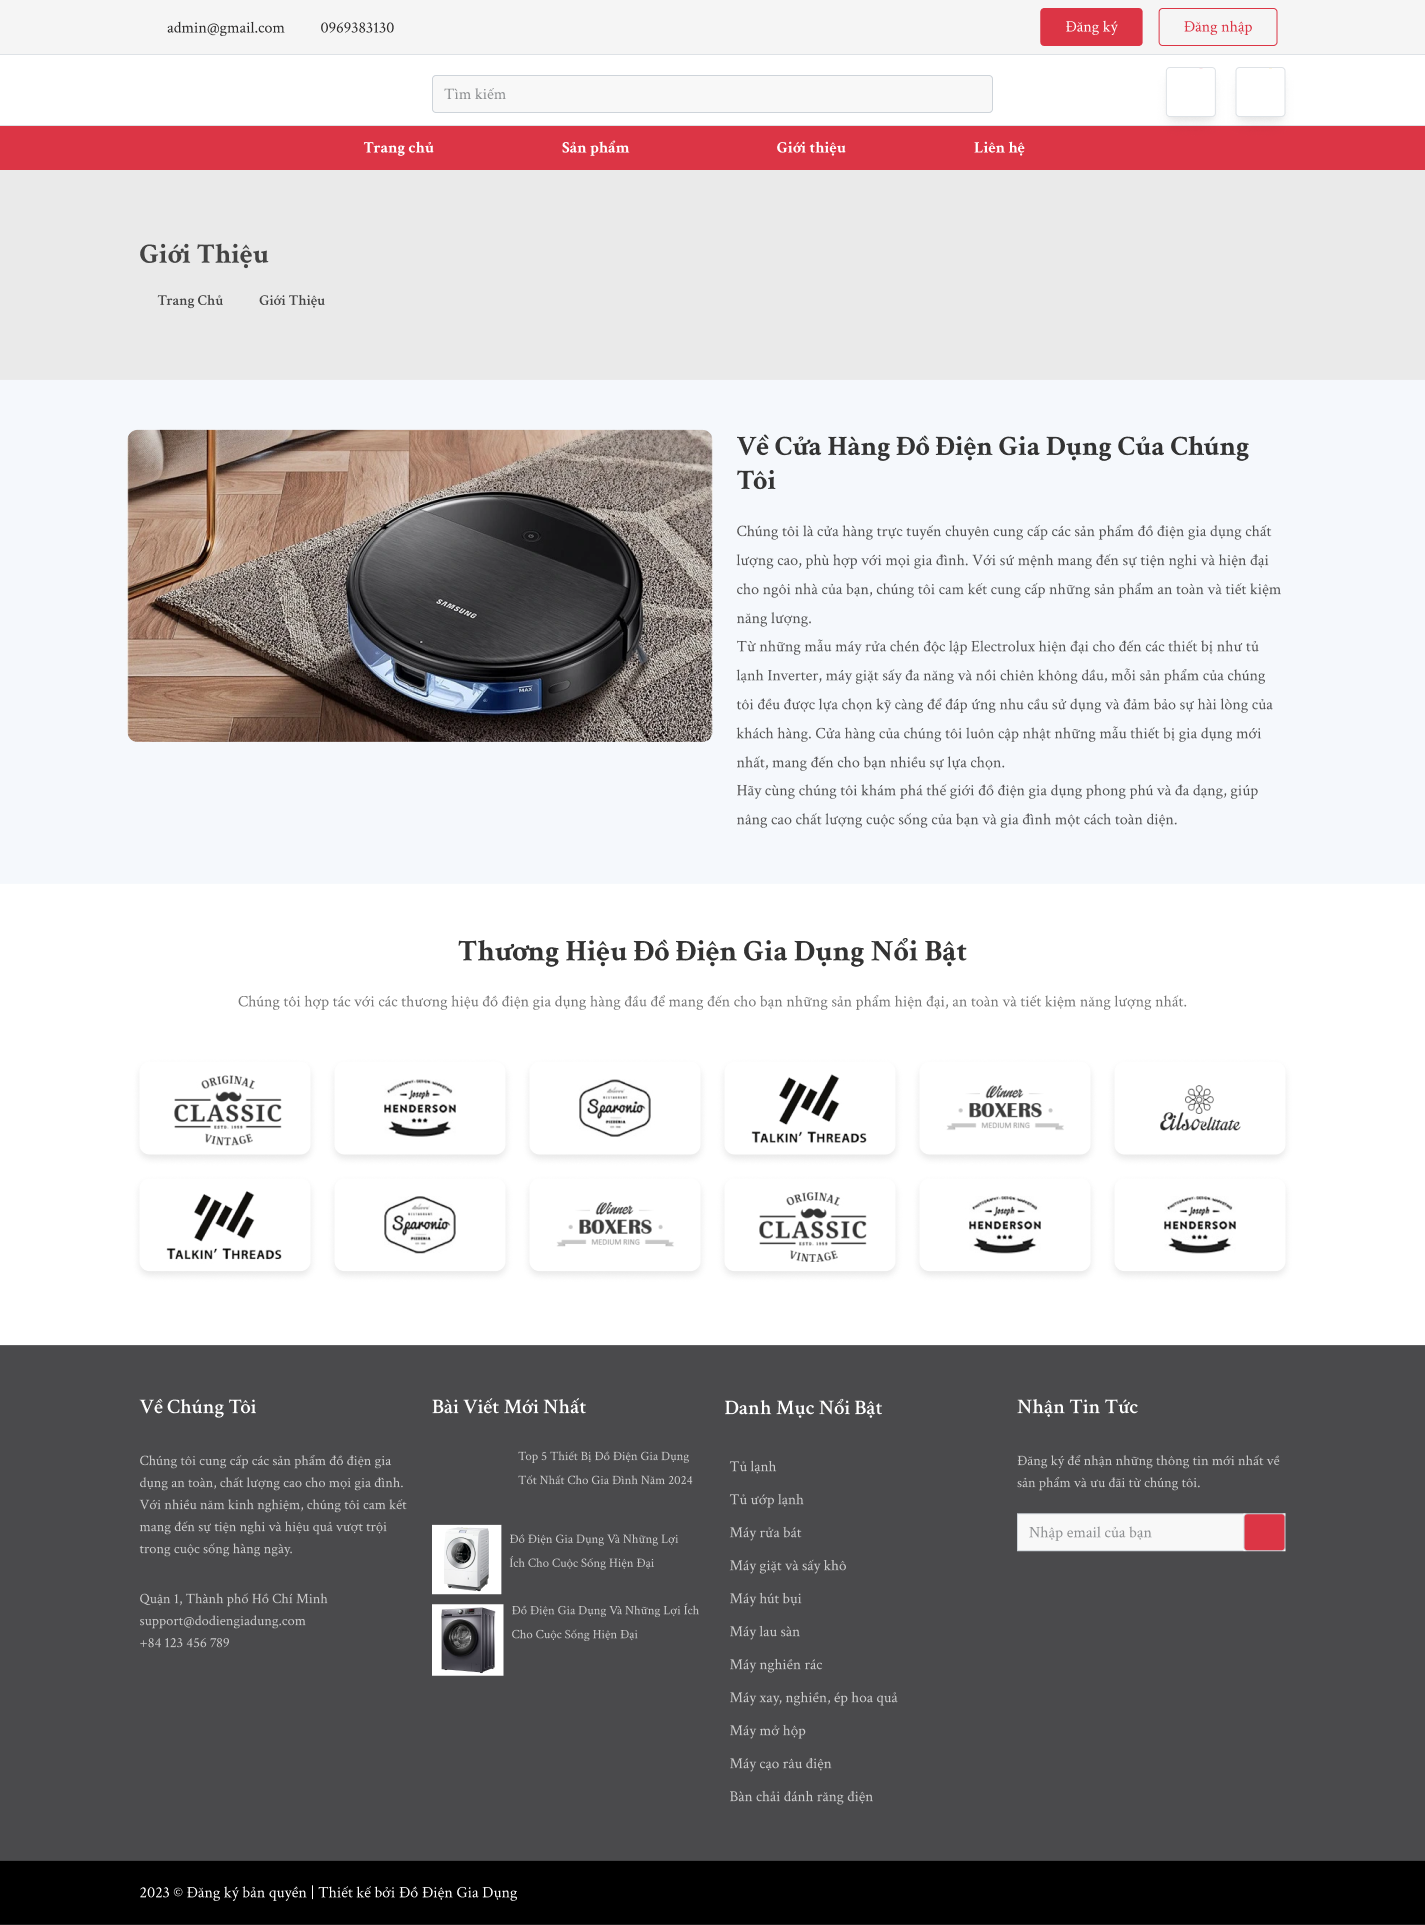 admin@gmail.com 0969383130 Đăng ký Đăng nhập
Tìm kiếm
Trang chủ Sản phẩm Giới thiệu Liên hệ
Giới Thiệu
Trang Chủ Giới Thiệu
SAMSUNG
MAX
Về Cửa Hàng Đồ Điện Gia Dụng Của Chúng
Tôi
Chúng tôi là cửa hàng trực tuyến chuyên cung cấp các sản phẩm đồ điện gia dụng chất
lượng cao, phù hợp với mọi gia đình. Với sứ mệnh mang đến sự tiện nghi và hiện đại
cho ngôi nhà của bạn, chúng tôi cam kết cung cấp những sản phẩm an toàn và tiết kiệm
năng lượng.
Từ những mẫu máy rửa chén độc lập Electrolux hiện đại cho đến các thiết bị như tủ
lạnh Inverter, máy giặt sấy đa năng và nồi chiên không dầu, mỗi sản phẩm của chúng
tôi đều được lựa chọn kỹ càng để đáp ứng nhu cầu sử dụng và đảm bảo sự hài lòng của
khách hàng. Cửa hàng của chúng tôi luôn cập nhật những mẫu thiết bị gia dụng mới
nhất, mang đến cho bạn nhiều sự lựa chọn.
Hãy cùng chúng tôi khám phá thế giới đồ điện gia dụng phong phú và đa dạng, giúp
nâng cao chất lượng cuộc sống của bạn và gia đình một cách toàn diện.
Thương Hiệu Đồ Điện Gia Dụng Nổi Bật
Chúng tôi hợp tác với các thương hiệu đồ điện gia dụng hàng đầu để mang đến cho bạn những sản phẩm hiện đại, an toàn và tiết kiệm năng lượng nhất.
ORIGINAL
CLASSIC
VINTAGE
PHOTOGRAPHY - DESIGN - MARKETING
Joseph
HENDERSON
RESTAURANT
Sparonio
PIZZERIA
TALKIN' THREADS
Winner
BOXERS
MEDIUM RING
Eilsoelitate
TALKIN' THREADS
RESTAURANT
Sparonio
PIZZERIA
Winner
BOXERS
MEDIUM RING
ORIGINAL
CLASSIC
VINTAGE
PHOTOGRAPHY - DESIGN - MARKETING
Joseph
HENDERSON
PHOTOGRAPHY - DESIGN - MARKETING
Joseph
HENDERSON
Về Chúng Tôi
Chúng tôi cung cấp các sản phẩm đồ điện gia
dụng an toàn, chất lượng cao cho mọi gia đình.
Với nhiều năm kinh nghiệm, chúng tôi cam kết
mang đến sự tiện nghi và hiệu quả vượt trội
trong cuộc sống hàng ngày.
Quận 1, Thành phố Hồ Chí Minh
support@dodiengiadung.com
+84 123 456 789
Bài Viết Mới Nhất
Top 5 Thiết Bị Đồ Điện Gia Dụng
Tốt Nhất Cho Gia Đình Năm 2024
Đồ Điện Gia Dụng Và Những Lợi
Ích Cho Cuộc Sống Hiện Đại
Đồ Điện Gia Dụng Và Những Lợi Ích
Cho Cuộc Sống Hiện Đại
Danh Mục Nổi Bật
Tủ lạnh
Tủ ướp lạnh
Máy rửa bát
Máy giặt và sấy khô
Máy hút bụi
Máy lau sàn
Máy nghiền rác
Máy xay, nghiền, ép hoa quả
Máy mở hộp
Máy cạo râu điện
Bàn chải đánh răng điện
Nhận Tin Tức
Đăng ký để nhận những thông tin mới nhất về
sản phẩm và ưu đãi từ chúng tôi.
Nhập email của bạn
2023 © Đăng ký bản quyền | Thiết kế bởi Đồ Điện Gia Dụng